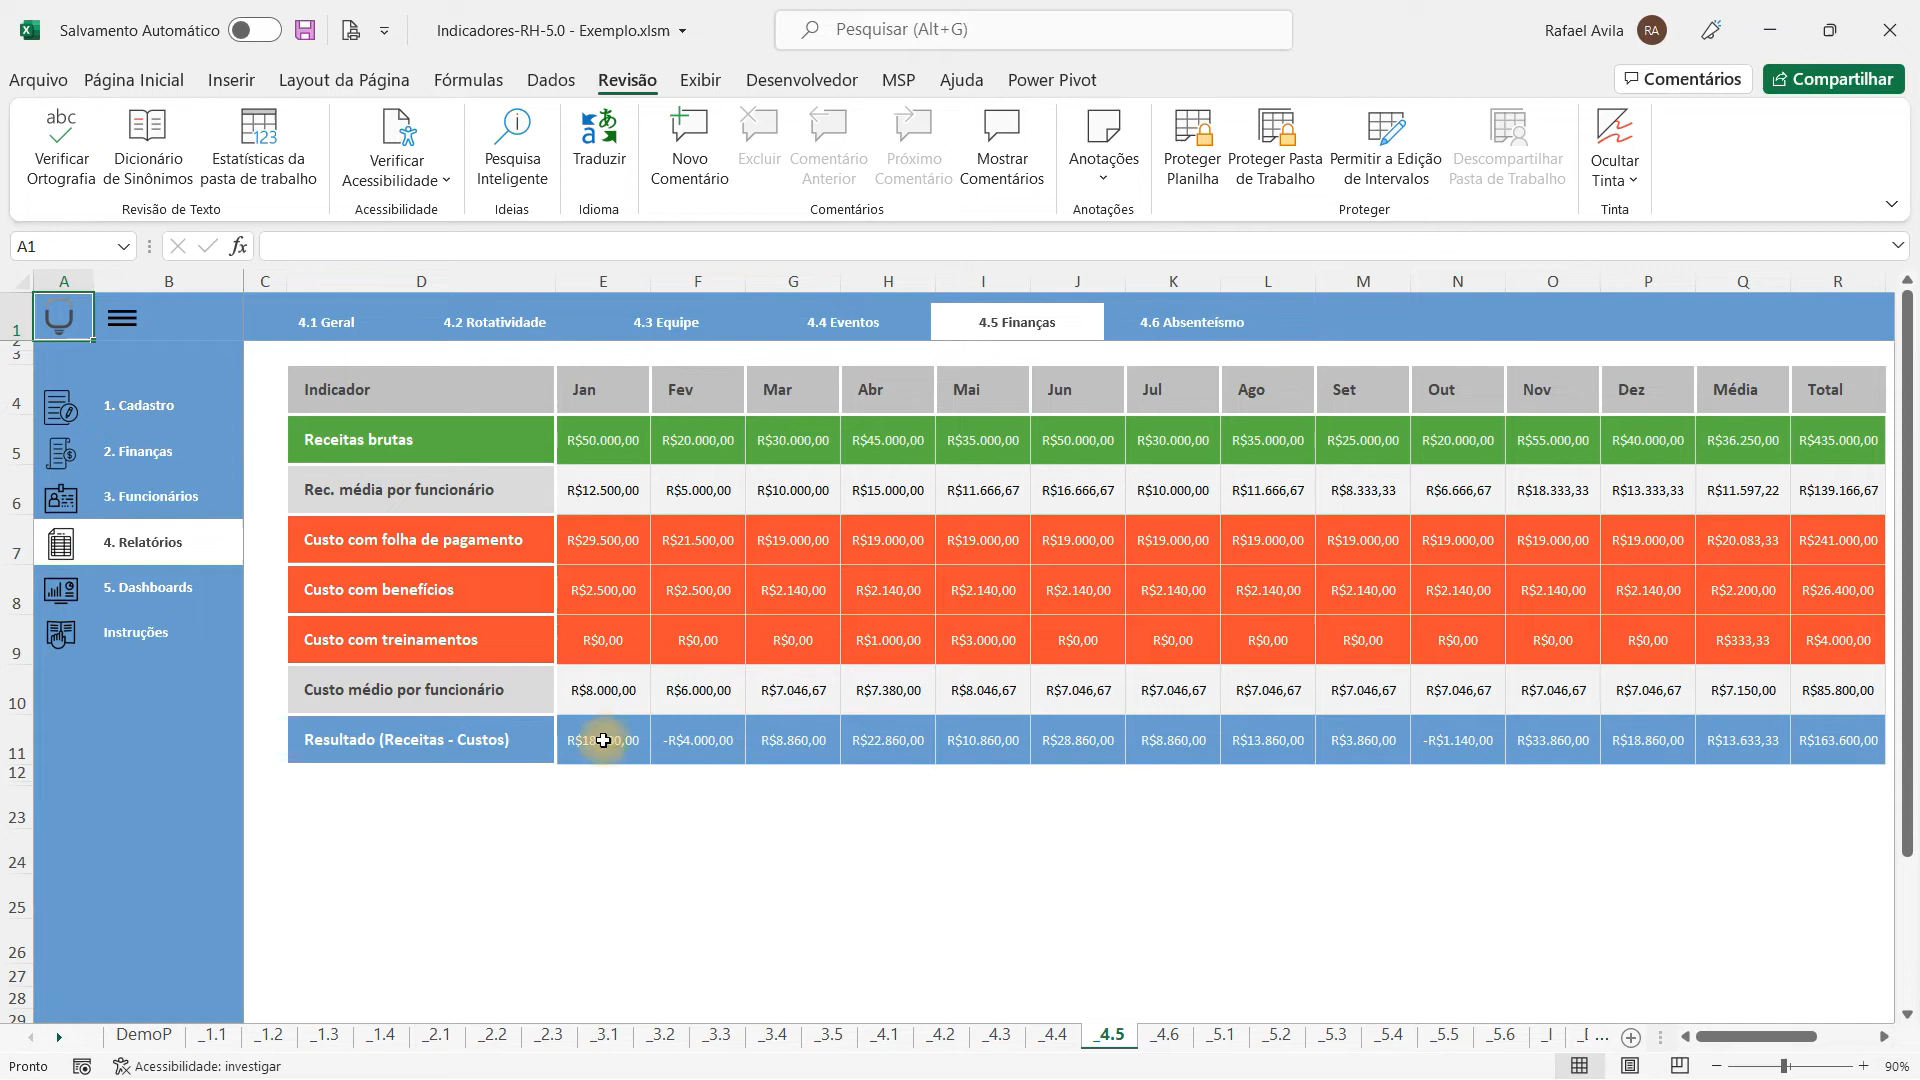 Salvamento Automático
Indicadores-RH-5.0 - Exemplo.xlsm
Pesquisar (Alt+G)
Rafael Avila
RA
Arquivo
Página Inicial
Inserir
Layout da Página
Fórmulas
Dados
Revisão
Exibir
Desenvolvedor
MSP
Ajuda
Power Pivot
Comentários
Compartilhar
abc
Verificar
Ortografia
Dicionário
de Sinônimos
123
Estatísticas da
pasta de trabalho
Revisão de Texto
Verificar
Acessibilidade
Acessibilidade
Pesquisa
Inteligente
Ideias
Traduzir
Idioma
Novo
Comentário
Excluir
Comentário
Anterior
Próximo
Comentário
Mostrar
Comentários
Comentários
Anotações
Anotações
Proteger
Planilha
Proteger Pasta
de Trabalho
Permitir a Edição
de Intervalos
Descompartilhar
Pasta de Trabalho
Proteger
Ocultar
Tinta
Tinta
A1
fx
A B C D E F G H I J K L M N O P Q R
1
4.1 Geral
4.2 Rotatividade
4.3 Equipe
4.4 Eventos
4.5 Finanças
4.6 Absenteísmo
2
3
4 Indicador Jan Fev Mar Abr Mai Jun Jul Ago Set Out Nov Dez Média Total
5 Receitas brutas R$50.000,00 R$20.000,00 R$30.000,00 R$45.000,00 R$35.000,00 R$50.000,00 R$30.000,00 R$35.000,00 R$25.000,00 R$20.000,00 R$55.000,00 R$40.000,00 R$36.250,00 R$435.000,00
6 Rec. média por funcionário R$12.500,00 R$5.000,00 R$10.000,00 R$15.000,00 R$11.666,67 R$16.666,67 R$10.000,00 R$11.666,67 R$8.333,33 R$6.666,67 R$18.333,33 R$13.333,33 R$11.597,22 R$139.166,67
7 Custo com folha de pagamento R$29.500,00 R$21.500,00 R$19.000,00 R$19.000,00 R$19.000,00 R$19.000,00 R$19.000,00 R$19.000,00 R$19.000,00 R$19.000,00 R$19.000,00 R$19.000,00 R$20.083,33 R$241.000,00
8 Custo com benefícios R$2.500,00 R$2.500,00 R$2.140,00 R$2.140,00 R$2.140,00 R$2.140,00 R$2.140,00 R$2.140,00 R$2.140,00 R$2.140,00 R$2.140,00 R$2.140,00 R$2.200,00 R$26.400,00
9 Custo com treinamentos R$0,00 R$0,00 R$0,00 R$1.000,00 R$3.000,00 R$0,00 R$0,00 R$0,00 R$0,00 R$0,00 R$0,00 R$0,00 R$333,33 R$4.000,00
10 Custo médio por funcionário R$8.000,00 R$6.000,00 R$7.046,67 R$7.380,00 R$8.046,67 R$7.046,67 R$7.046,67 R$7.046,67 R$7.046,67 R$7.046,67 R$7.046,67 R$7.046,67 R$7.150,00 R$85.800,00
11 Resultado (Receitas - Custos) -R$4.000,00 R$8.860,00 R$22.860,00 R$10.860,00 R$28.860,00 R$8.860,00 R$13.860,00 R$3.860,00 -R$1.140,00 R$33.860,00 R$18.860,00 R$13.633,33 R$163.600,00
12
23
24
25
26
27
28
29
1. Cadastro
2. Finanças
3. Funcionários
4. Relatórios
5. Dashboards
Instruções
DemoP _1.1 _1.2 _1.3 _1.4 _2.1 _2.2 _2.3 _3.1 _3.2 _3.3 _3.4 _3.5 _4.1 _4.2 _4.3 _4.4 _4.5 _4.6 _5.1 _5.2 _5.3 _5.4 _5.5 _5.6 ...
Pronto
Acessibilidade: investigar
90%